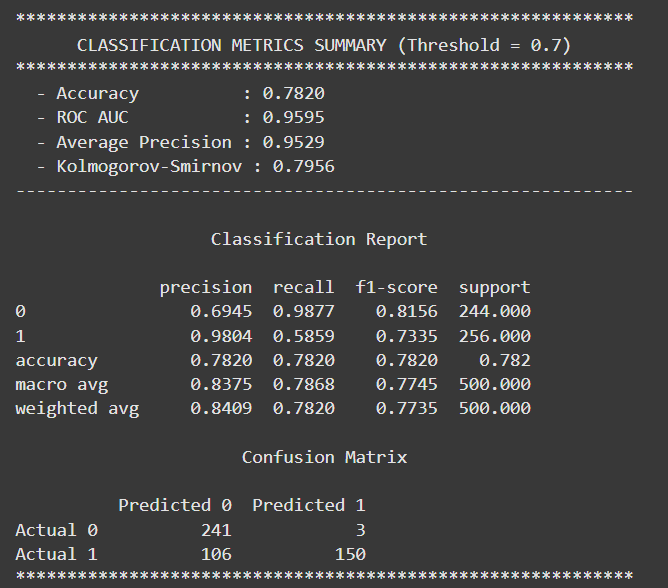 ************************************************************
CLASSIFICATION METRICS SUMMARY (Threshold = 0.7)
************************************************************
- Accuracy : 0.7820
- ROC AUC : 0.9595
- Average Precision : 0.9529
- Kolmogorov-Smirnov : 0.7956
------------------------------------------------------------
Classification Report
precision recall f1-score support
0 0.6945 0.9877 0.8156 244.000
1 0.9804 0.5859 0.7335 256.000
accuracy 0.7820 0.7820 0.7820 0.782
macro avg 0.8375 0.7868 0.7745 500.000
weighted avg 0.8409 0.7820 0.7735 500.000
Confusion Matrix
Predicted 0 Predicted 1
Actual 0 241 3
Actual 1 106 150
************************************************************